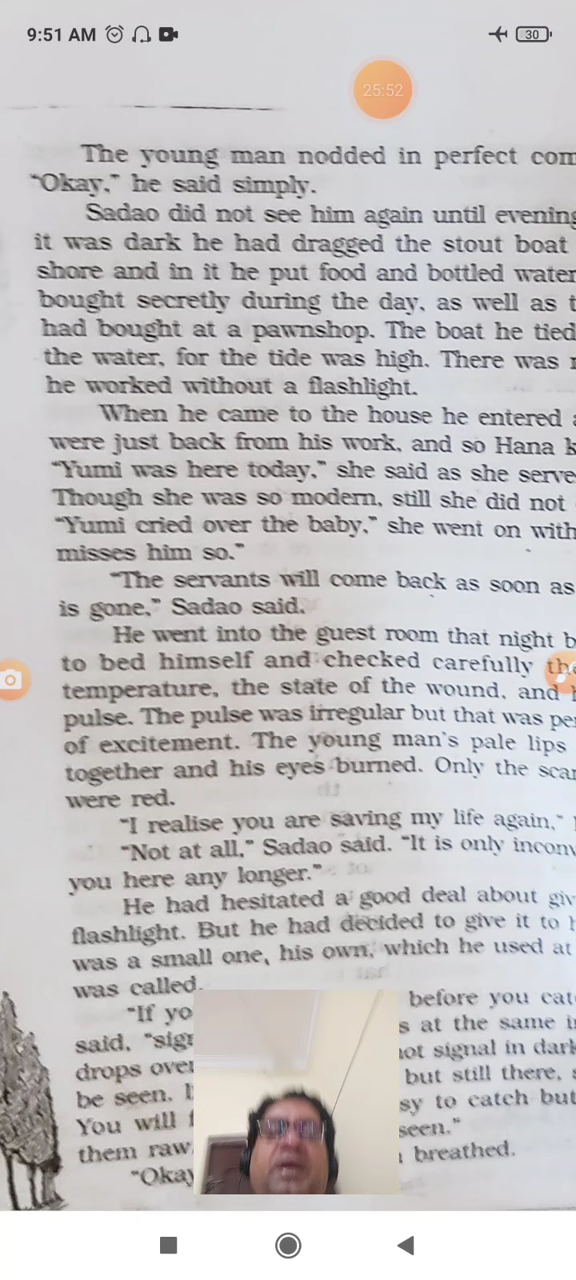 9:51 AM
30
25:52
The young man nodded in perfect com
"Okay," he said simply.
Sadao did not see him again until evening
it was dark he had dragged the stout boat
shore and in it he put food and bottled water
bought secretly during the day, as well as t
had bought at a pawnshop. The boat he tied
the water, for the tide was high. There was
he worked without a flashlight.
When he came to the house he entered
were just back from his work, and so Hana k
"Yumi was here today," she said as she serve
Though she was so modern, still she did not
"Yumi cried over the baby," she went on with
misses him so."
"The servants will come back as soon as
is gone," Sadao said.
He went into the guest room that night b
to bed himself and checked carefully the
temperature, the state of the wound, and
pulse. The pulse was irregular but that was per
of excitement. The young man's pale lips
together and his eyes burned. Only the scar
were red.
"I realise you are saving my life again,"
"Not at all," Sadao said. "It is only inconv
you here any longer."
He had hesitated a good deal about giv
flashlight. But he had decided to give it to
was a small one, his own, which he used at
was called.
"If yo before you cat
said, "sign s at the same i
drops over not signal in dark
be seen. but still there,
You will sy to catch but
them raw seen."
"Okay breathed.